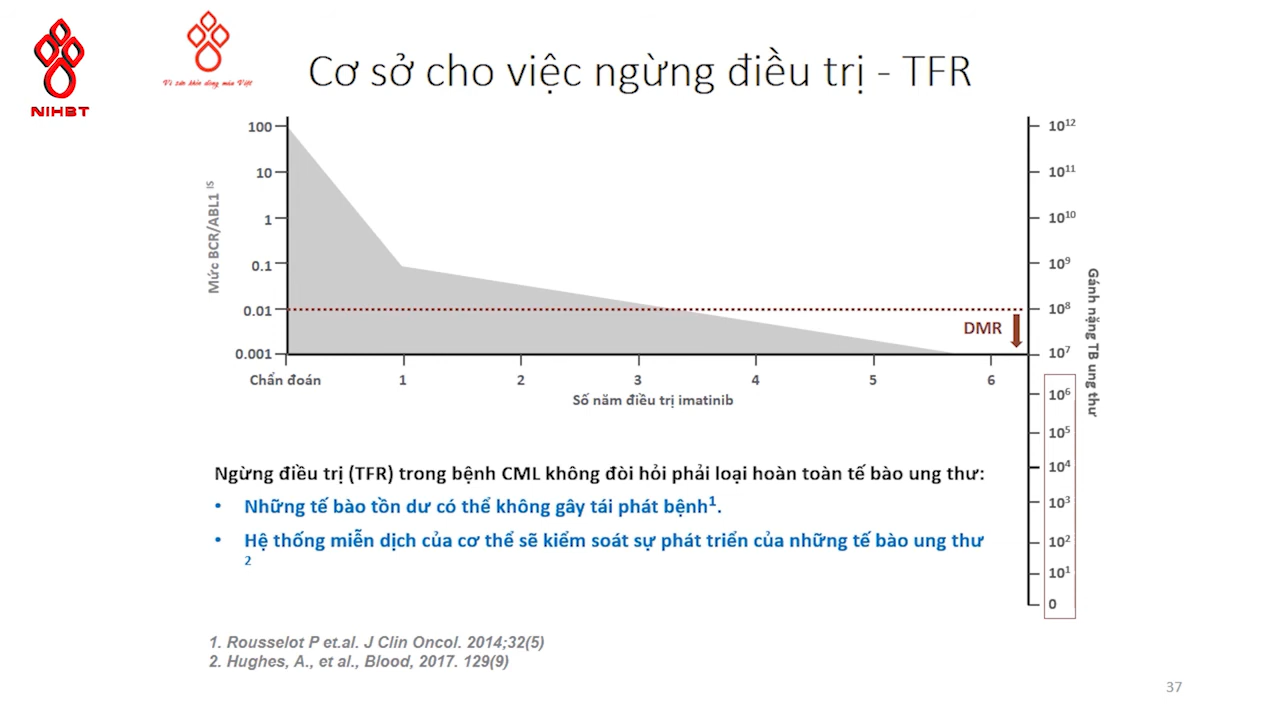 NIHBT
Vì sức khỏe dòng máu Việt
Cơ sở cho việc ngừng điều trị - TFR
Mức BCR/ABL1 IS
100
10
1
0.1
0.01
0.001
10¹²
10¹¹
10¹⁰
10⁹
10⁸
10⁷
10⁶
10⁵
10⁴
10³
10²
10¹
0
Gánh nặng TB ung thư
DMR
Chẩn đoán 1 2 3 4 5 6
Số năm điều trị imatinib
Ngừng điều trị (TFR) trong bệnh CML không đòi hỏi phải loại hoàn toàn tế bào ung thư:
• Những tế bào tồn dư có thể không gây tái phát bệnh¹.
• Hệ thống miễn dịch của cơ thể sẽ kiểm soát sự phát triển của những tế bào ung thư
2
1. Rousselot P et.al. J Clin Oncol. 2014;32(5)
2. Hughes, A., et al., Blood, 2017. 129(9)
37